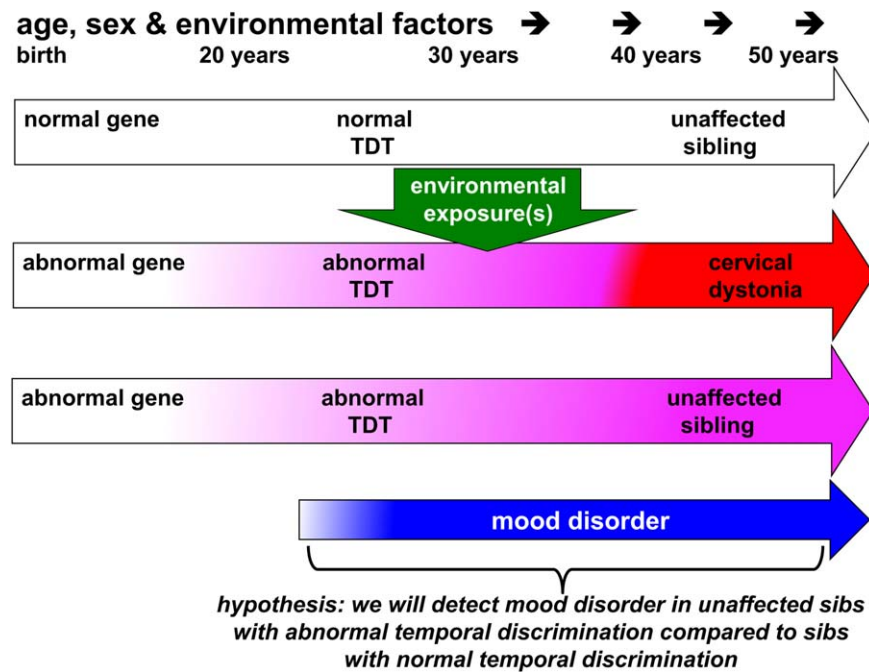 age, sex & environmental factors → → → →
birth 20 years 30 years 40 years 50 years
normal gene normal unaffected
TDT sibling
environmental
exposure(s)
abnormal gene abnormal cervical
TDT dystonia
abnormal gene abnormal unaffected
TDT sibling
mood disorder
hypothesis: we will detect mood disorder in unaffected sibs
with abnormal temporal discrimination compared to sibs
with normal temporal discrimination